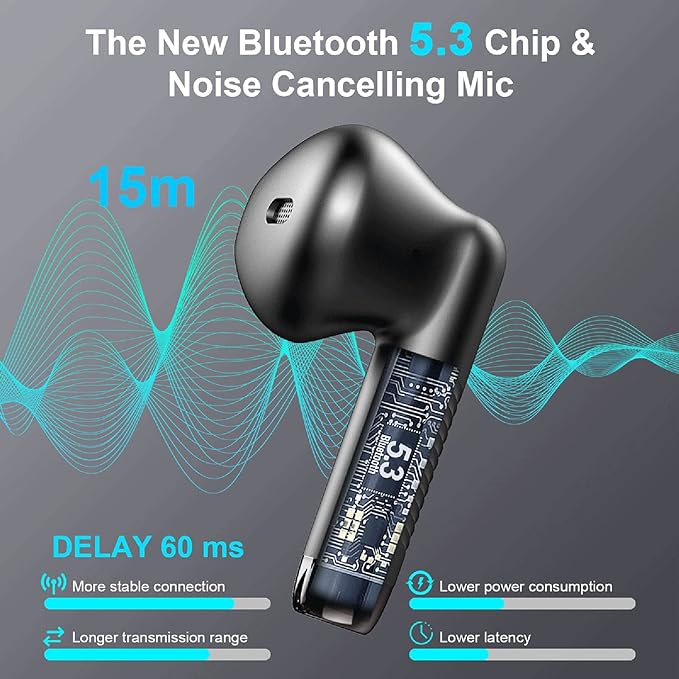 The New Bluetooth 5.3 Chip &
Noise Cancelling Mic
15m
Bluetooth
5.3
DELAY 60 ms
More stable connection
Lower power consumption
Longer transmission range
Lower latency